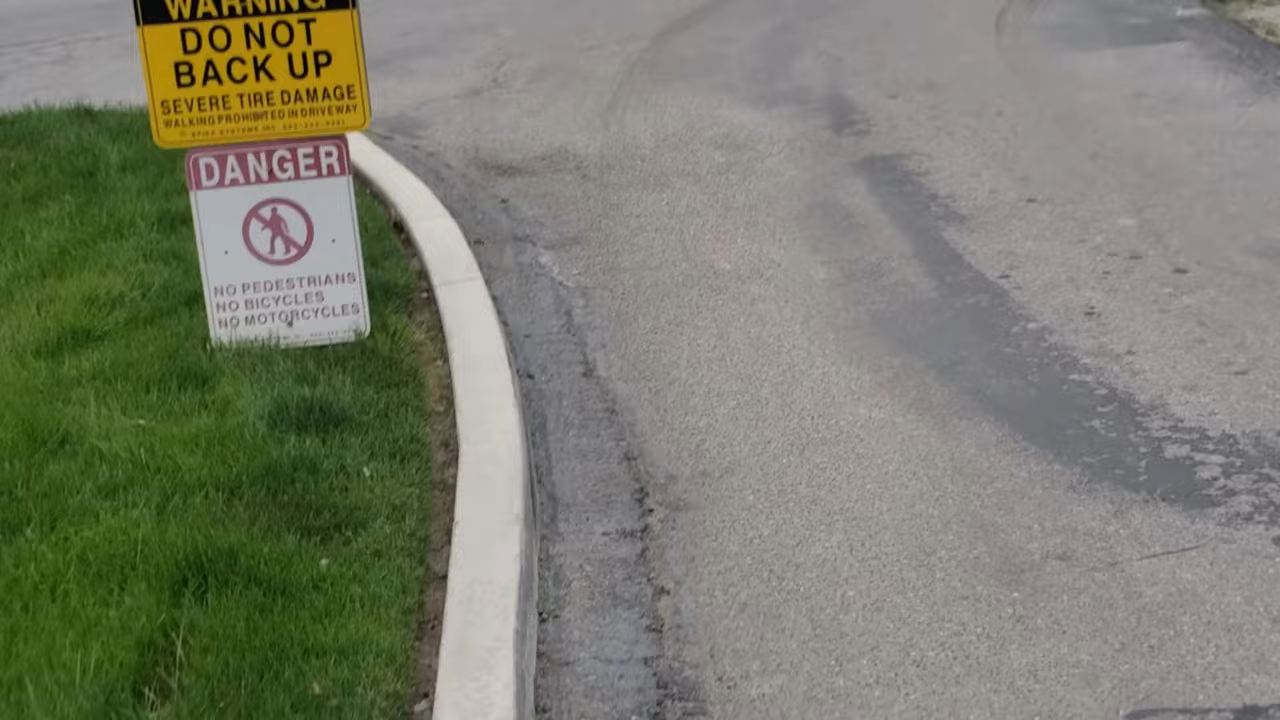 WARNING
DO NOT
BACK UP
SEVERE TIRE DAMAGE
WALKING PROHIBITED IN DRIVEWAY
DANGER
NO PEDESTRIANS
NO BICYCLES
NO MOTORCYCLES